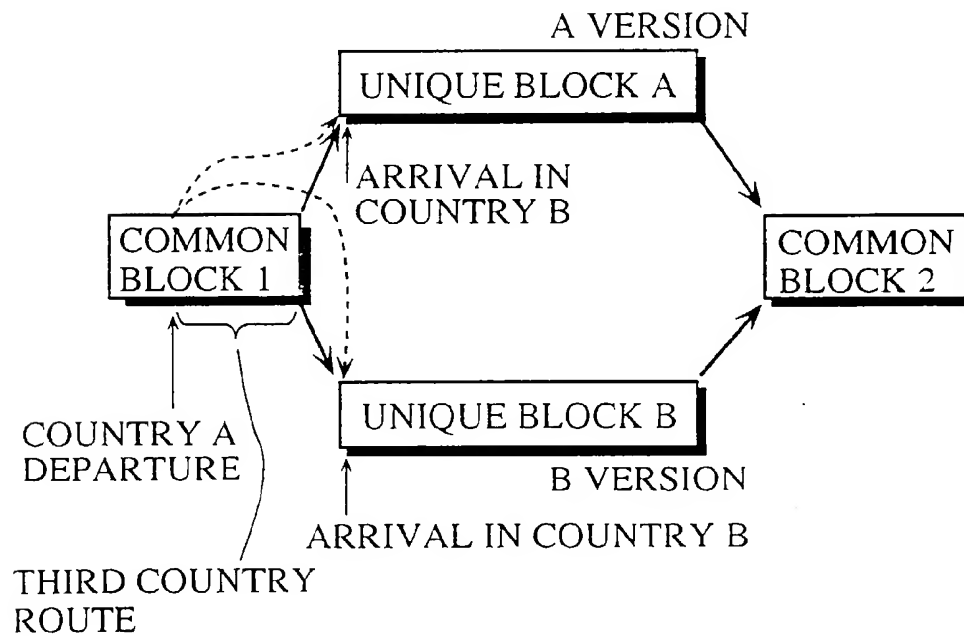 A VERSION
UNIQUE BLOCK A
ARRIVAL IN
COUNTRY B
COMMON
BLOCK 1
COMMON
BLOCK 2
UNIQUE BLOCK B
COUNTRY A
DEPARTURE
B VERSION
ARRIVAL IN COUNTRY B
THIRD COUNTRY
ROUTE